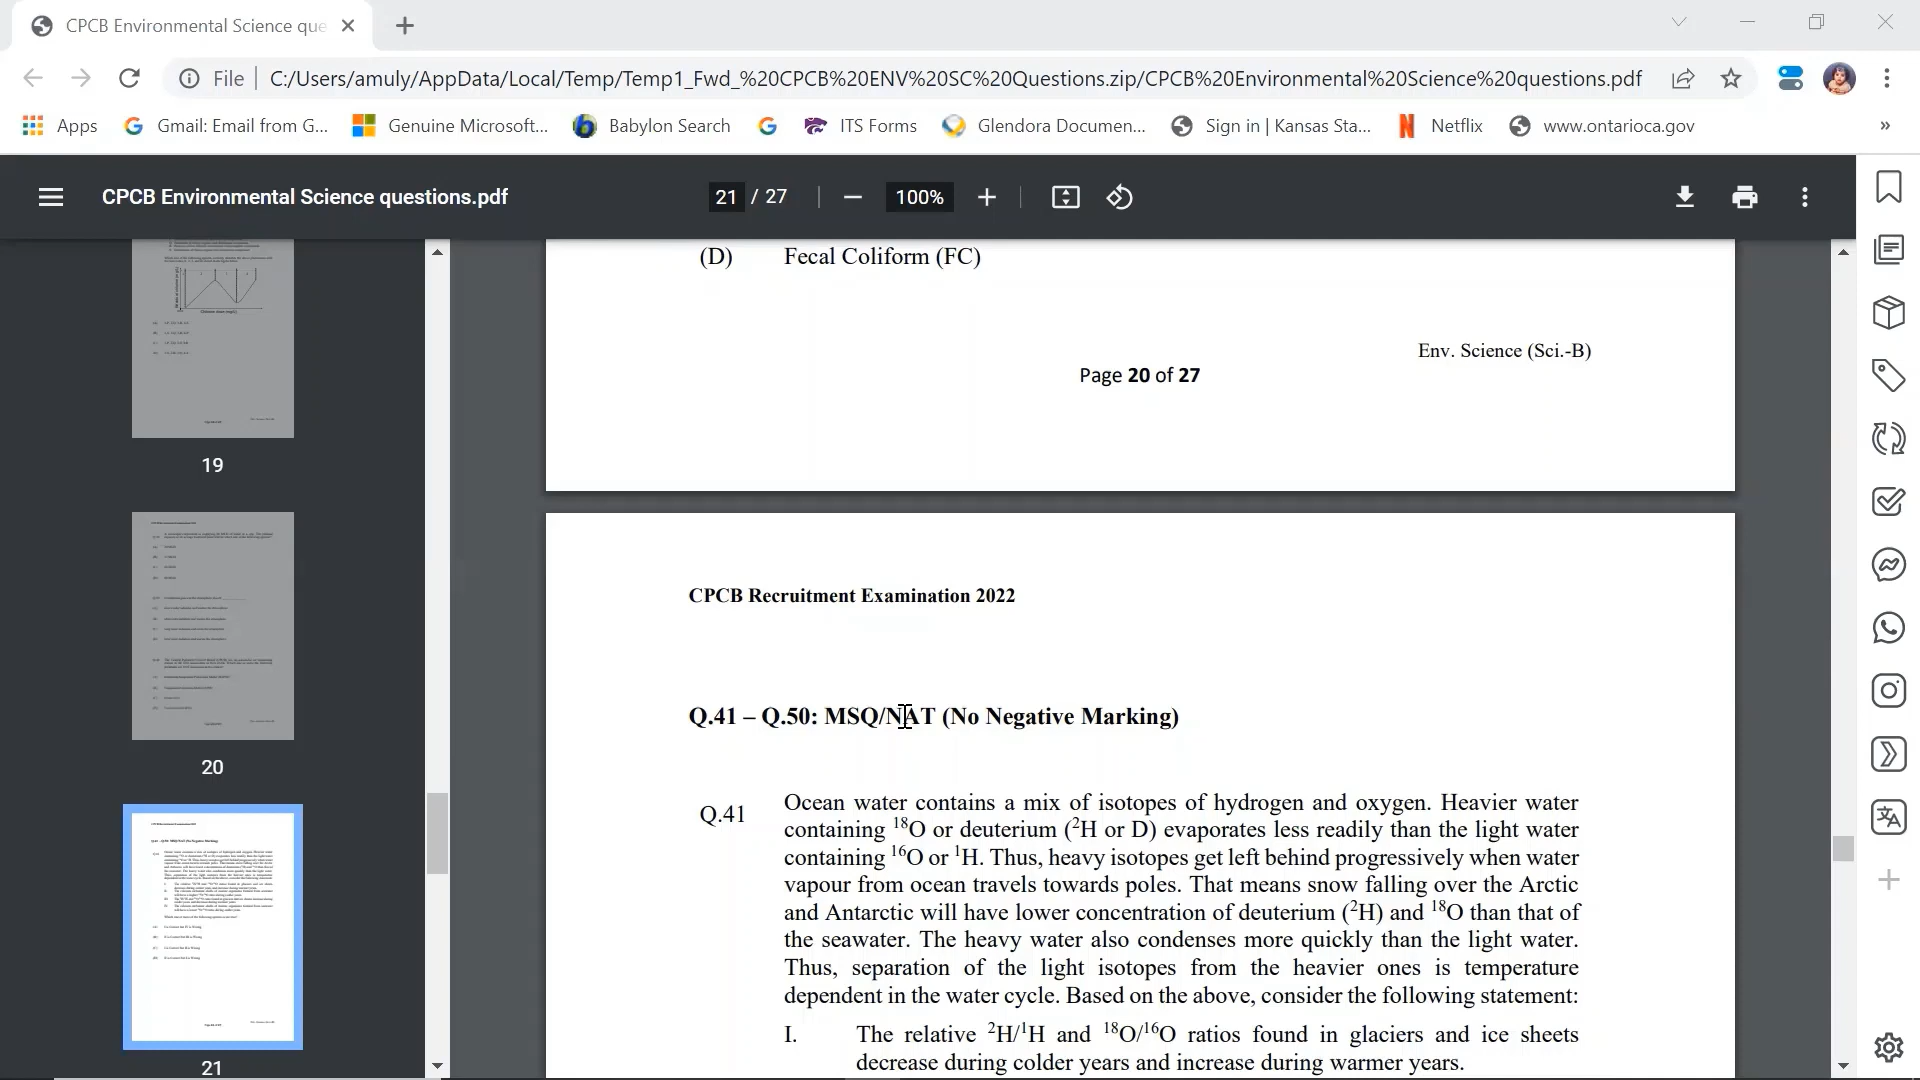 CPCB Environmental Science que
File
C:/Users/amuly/AppData/Local/Temp/Temp1_Fwd_%20CPCB%20ENV%20SC%20Questions.zip/CPCB%20Environmental%20Science%20questions.pdf
Apps
Gmail: Email from G...
Genuine Microsoft...
Babylon Search
ITS Forms
Glendora Documen...
Sign in | Kansas Sta...
Netflix
www.ontarioca.gov
»
CPCB Environmental Science questions.pdf
21 / 27
100%
19
20
21
(D) Fecal Coliform (FC)
Env. Science (Sci.-B)
Page 20 of 27
CPCB Recruitment Examination 2022
Q.41 – Q.50: MSQ/NAT (No Negative Marking)
Q.41 Ocean water contains a mix of isotopes of hydrogen and oxygen. Heavier water
containing ¹⁸O or deuterium (²H or D) evaporates less readily than the light water
containing ¹⁶O or ¹H. Thus, heavy isotopes get left behind progressively when water
vapour from ocean travels towards poles. That means snow falling over the Arctic
and Antarctic will have lower concentration of deuterium (²H) and ¹⁸O than that of
the seawater. The heavy water also condenses more quickly than the light water.
Thus, separation of the light isotopes from the heavier ones is temperature
dependent in the water cycle. Based on the above, consider the following statement:
I. The relative ²H/¹H and ¹⁸O/¹⁶O ratios found in glaciers and ice sheets
decrease during colder years and increase during warmer years.